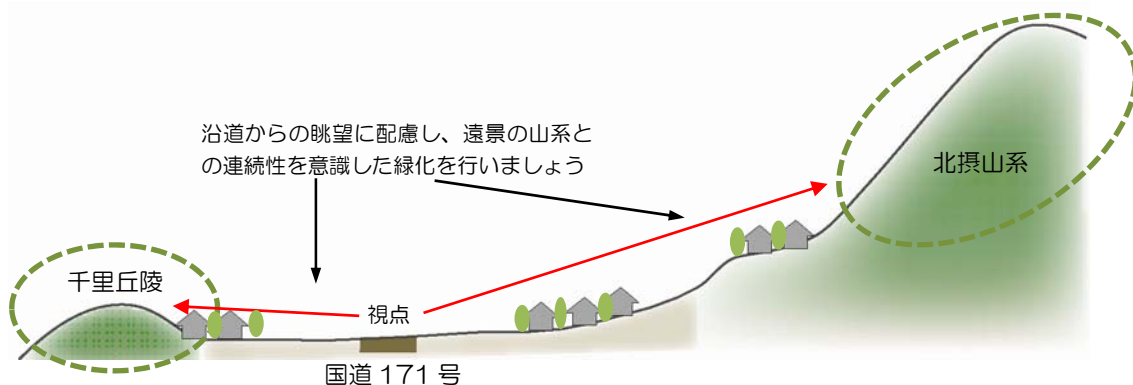 沿道からの眺望に配慮し、遠景の山系と
の連続性を意識した緑化を行いましょう
北摂山系
千里丘陵
視点
国道 171 号